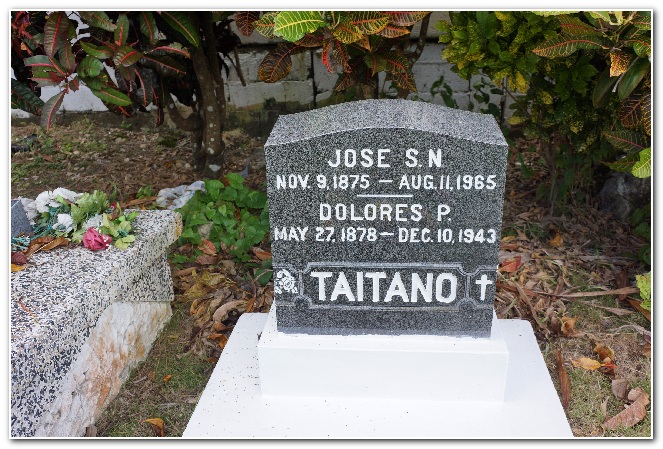 JOSE S.N.
NOV. 9, 1875 — AUG. 11, 1965
DOLORES P.
MAY 27, 1878 — DEC. 10, 1943
TAITANO